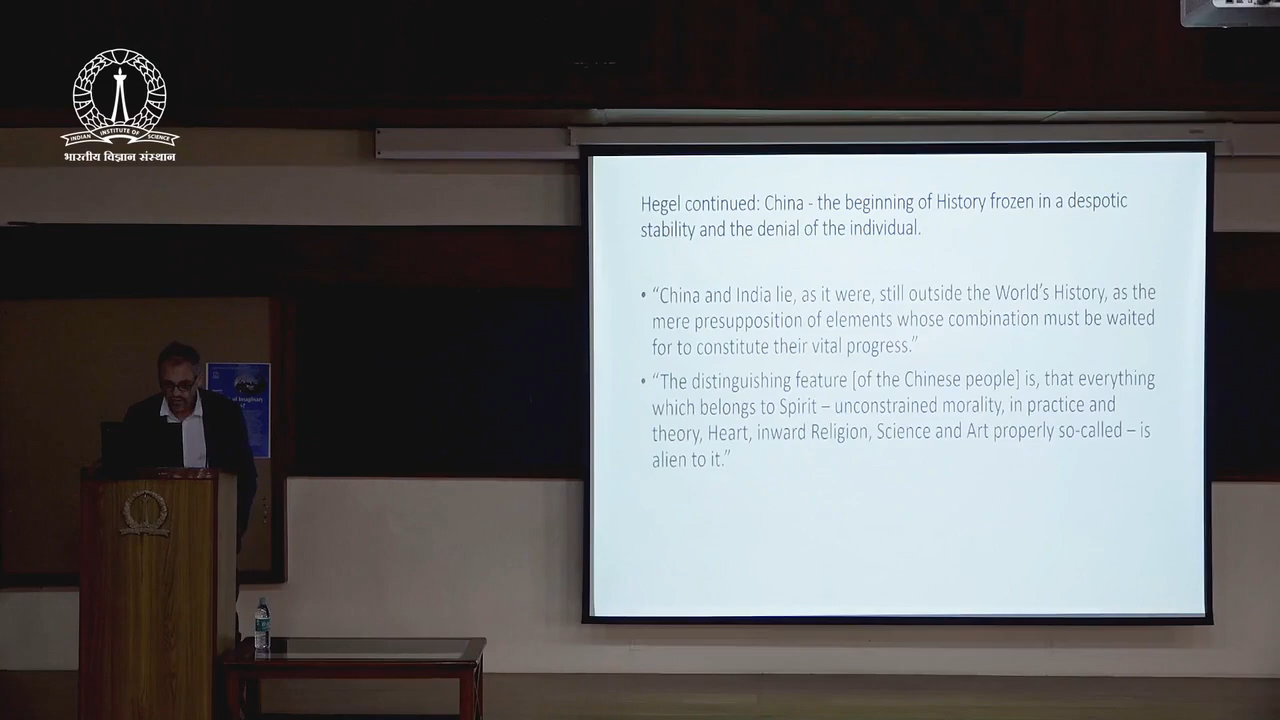 INDIAN INSTITUTE OF SCIENCE
भारतीय विज्ञान संस्थान
Hegel continued: China - the beginning of History frozen in a despotic
stability and the denial of the individual.
• “China and India lie, as it were, still outside the World’s History, as the
mere presupposition of elements whose combination must be waited
for to constitute their vital progress.”
• “The distinguishing feature [of the Chinese people] is, that everything
which belongs to Spirit – unconstrained morality, in practice and
theory, Heart, inward Religion, Science and Art properly so-called – is
alien to it.”